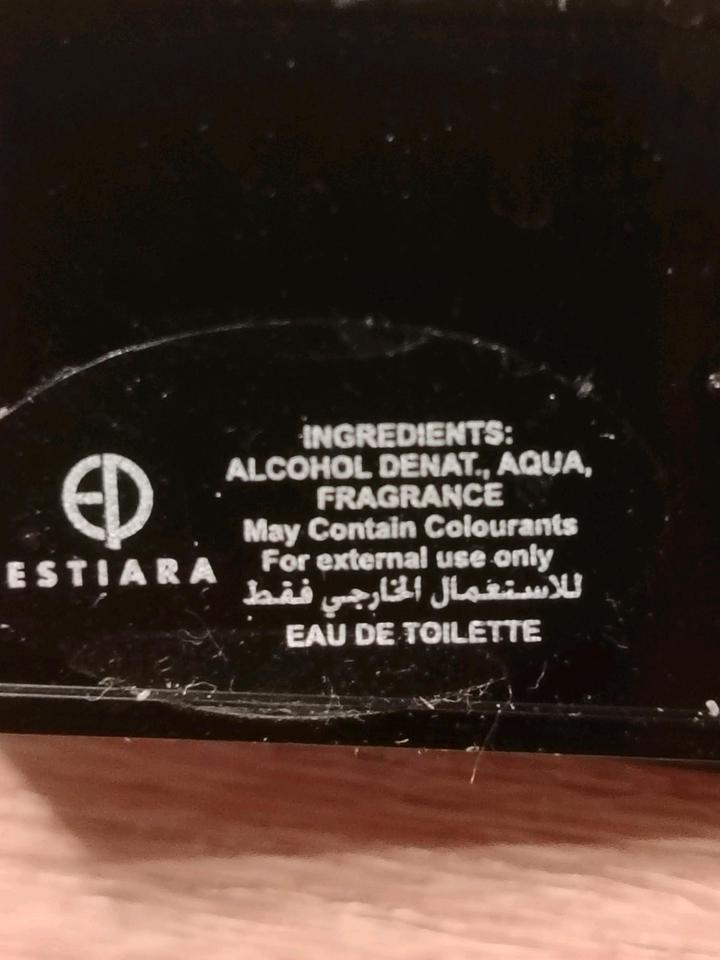 INGREDIENTS:
ALCOHOL DENAT., AQUA,
FRAGRANCE
May Contain Colourants
For external use only
للاستعمال الخارجي فقط
EAU DE TOILETTE
ESTIARA